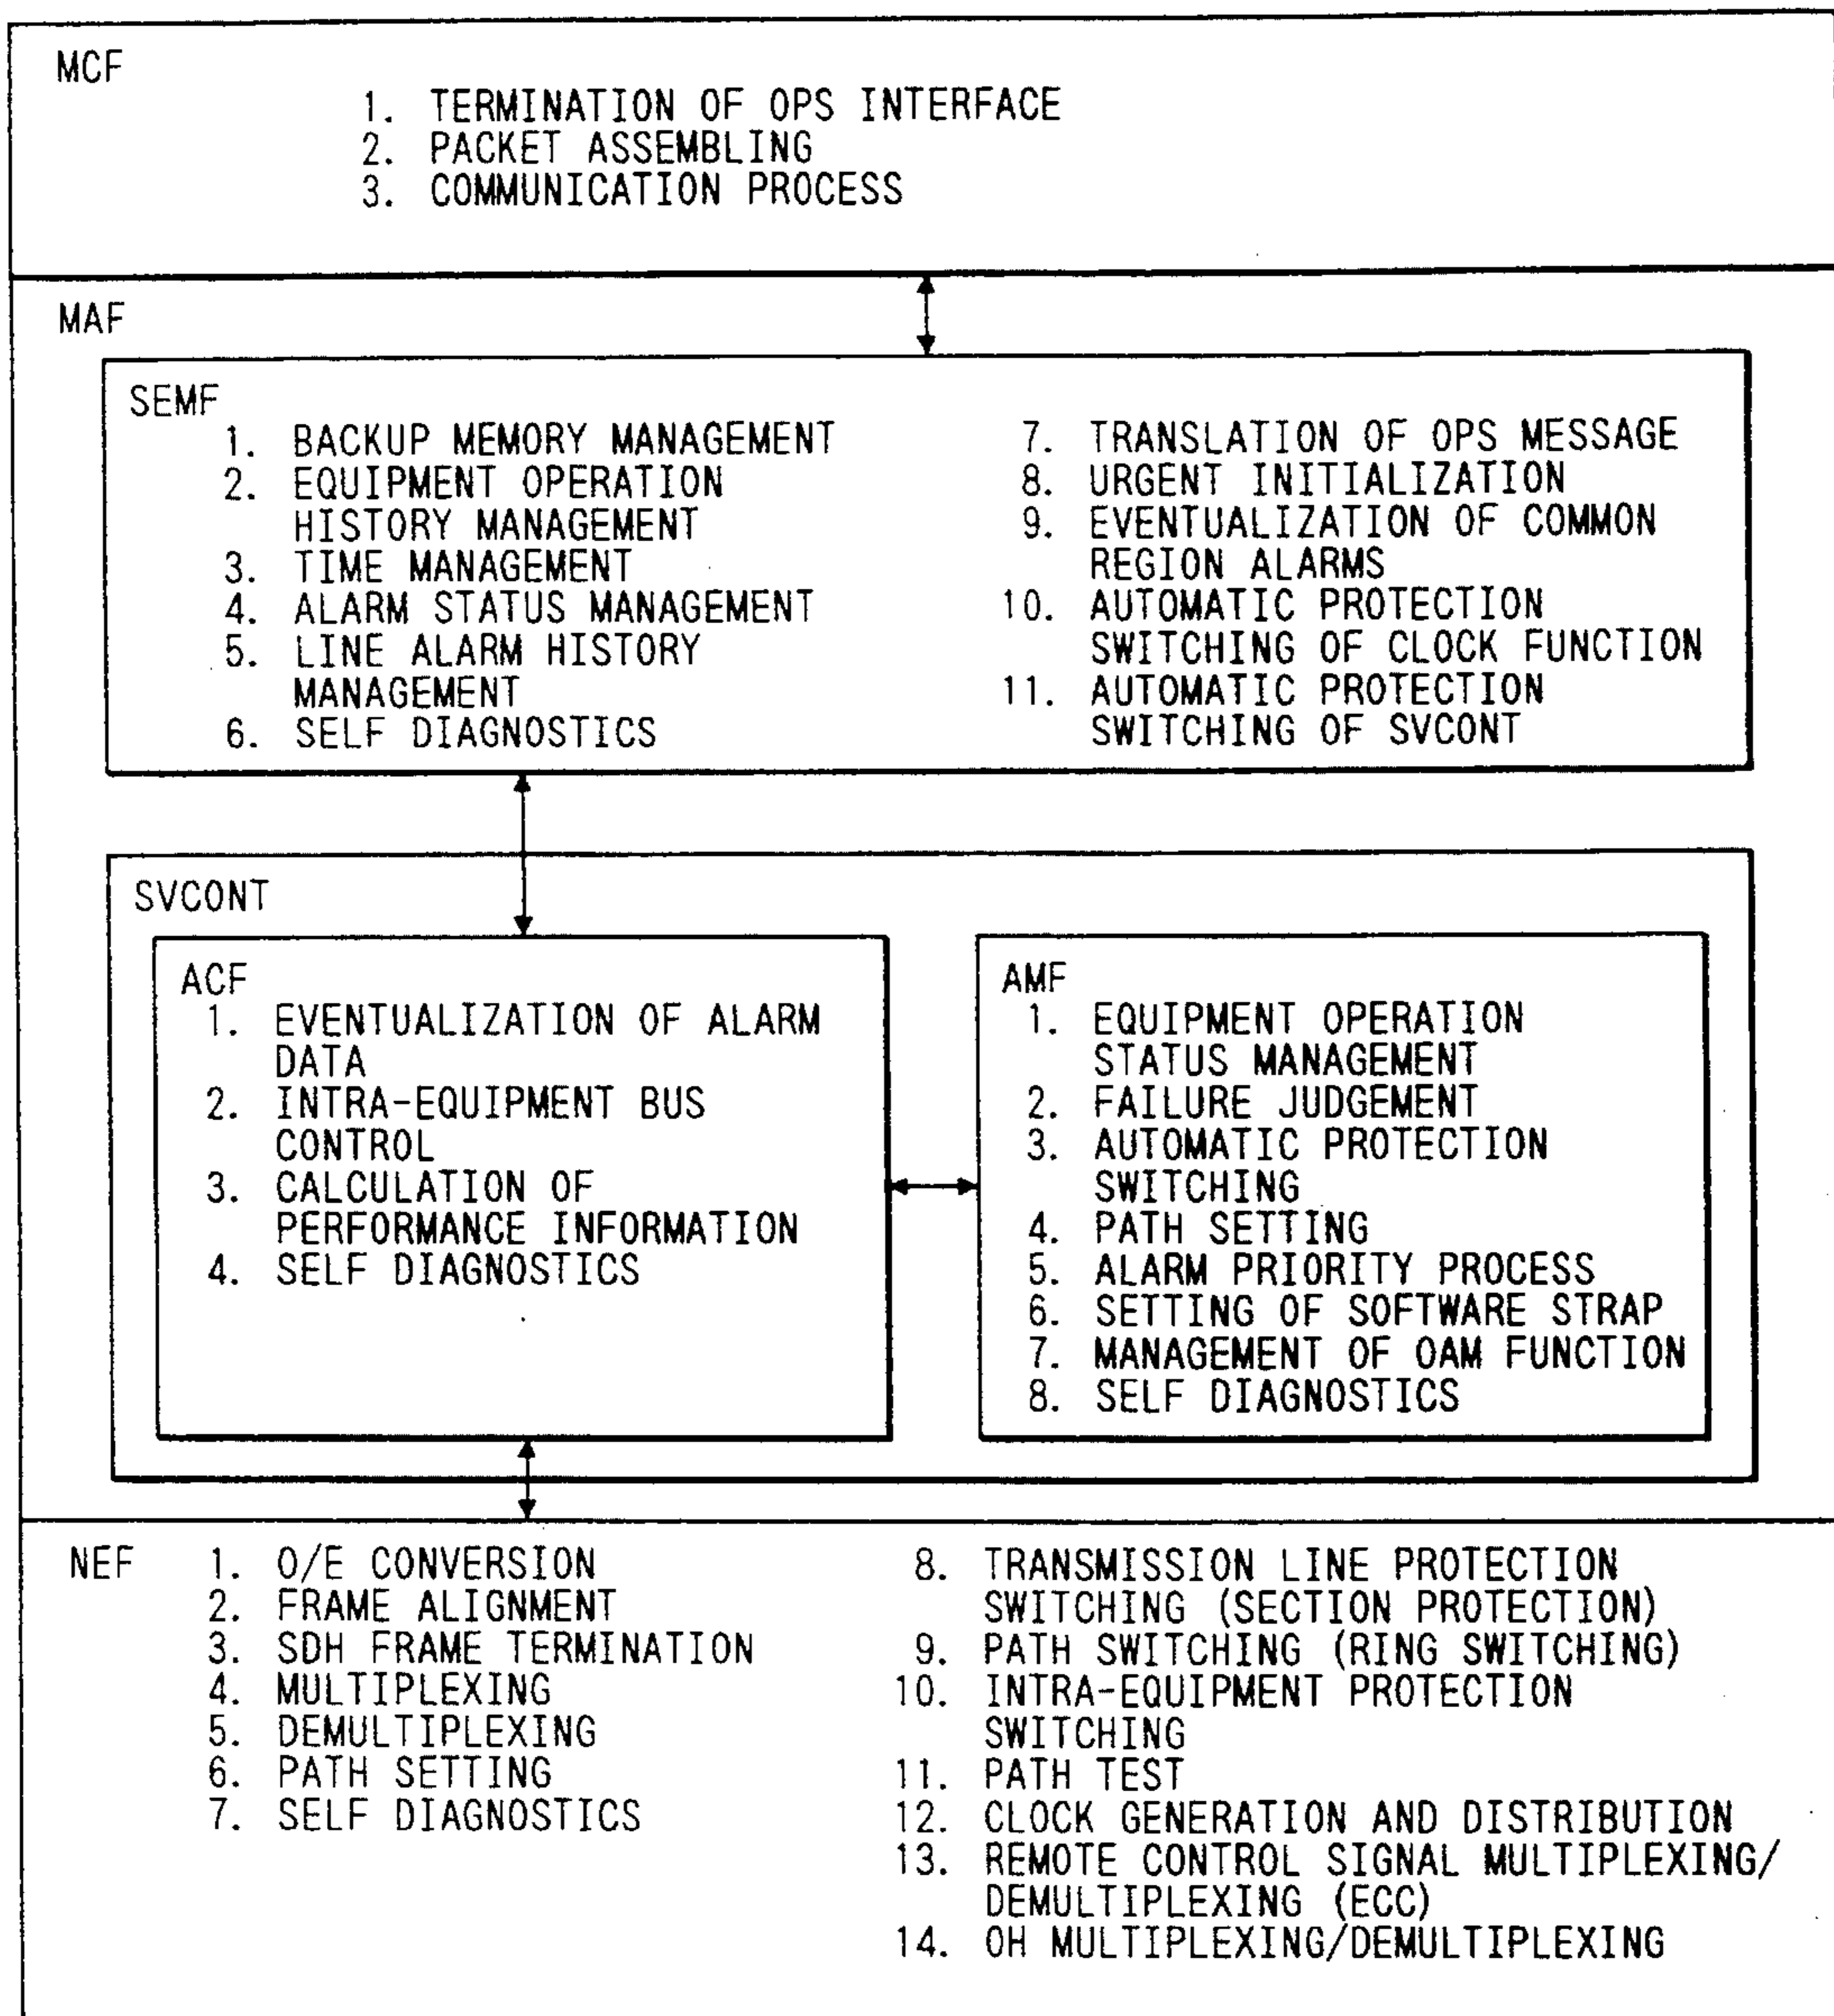 MCF
1. TERMINATION OF OPS INTERFACE
2. PACKET ASSEMBLING
3. COMMUNICATION PROCESS
MAF
SEMF
1. BACKUP MEMORY MANAGEMENT
2. EQUIPMENT OPERATION
HISTORY MANAGEMENT
3. TIME MANAGEMENT
4. ALARM STATUS MANAGEMENT
5. LINE ALARM HISTORY
MANAGEMENT
6. SELF DIAGNOSTICS
7. TRANSLATION OF OPS MESSAGE
8. URGENT INITIALIZATION
9. EVENTUALIZATION OF COMMON
REGION ALARMS
10. AUTOMATIC PROTECTION
SWITCHING OF CLOCK FUNCTION
11. AUTOMATIC PROTECTION
SWITCHING OF SVCONT
SVCONT
ACF
1. EVENTUALIZATION OF ALARM
DATA
2. INTRA-EQUIPMENT BUS
CONTROL
3. CALCULATION OF
PERFORMANCE INFORMATION
4. SELF DIAGNOSTICS
AMF
1. EQUIPMENT OPERATION
STATUS MANAGEMENT
2. FAILURE JUDGEMENT
3. AUTOMATIC PROTECTION
SWITCHING
4. PATH SETTING
5. ALARM PRIORITY PROCESS
6. SETTING OF SOFTWARE STRAP
7. MANAGEMENT OF OAM FUNCTION
8. SELF DIAGNOSTICS
NEF
1. O/E CONVERSION
2. FRAME ALIGNMENT
3. SDH FRAME TERMINATION
4. MULTIPLEXING
5. DEMULTIPLEXING
6. PATH SETTING
7. SELF DIAGNOSTICS
8. TRANSMISSION LINE PROTECTION
SWITCHING (SECTION PROTECTION)
9. PATH SWITCHING (RING SWITCHING)
10. INTRA-EQUIPMENT PROTECTION
SWITCHING
11. PATH TEST
12. CLOCK GENERATION AND DISTRIBUTION
13. REMOTE CONTROL SIGNAL MULTIPLEXING/
DEMULTIPLEXING (ECC)
14. OH MULTIPLEXING/DEMULTIPLEXING